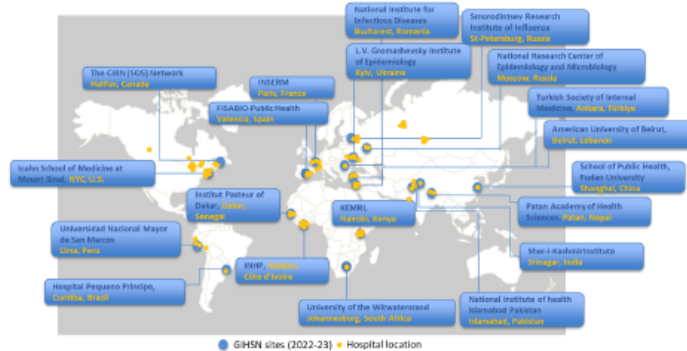 National Institute for
Infectious Diseases
Bucharest, Romania
Smorodintsev Research
Institute of Influenza
St-Petersburg, Russia
L.V. Gromashevsky Institute
of Epidemiology
Kyiv, Ukraine
National Research Center of
Epidemiology and Microbiology
Moscow, Russia
The CIRN (SOS) Network
Halifax, Canada
INSERM
Paris, France
FISABIO-Public Health
Valencia, Spain
Turkish Society of Internal
Medicine, Ankara, Türkiye
American University of Beirut,
Beirut, Lebanon
Icahn School of Medicine at
Mount Sinai, NYC, U.S.
School of Public Health,
Fudan University
Shanghai, China
Institut Pasteur of
Dakar, Dakar,
Senegal
KEMRI,
Nairobi, Kenya
Patan Academy of Health
Sciences, Patan, Nepal
Universidad Nacional Mayor
de San Marcos
Lima, Peru
INHP, Abidjan,
Côte d'Ivoire
Sher-i-Kashmir Institute
Srinagar, India
Hospital Pequeno Principe,
Curitiba, Brazil
University of the Witwatersrand
Johannesburg, South Africa
National institute of health
Islamabad Pakistan
Islamabad, Pakistan
GIHSN sites (2022-23) Hospital location